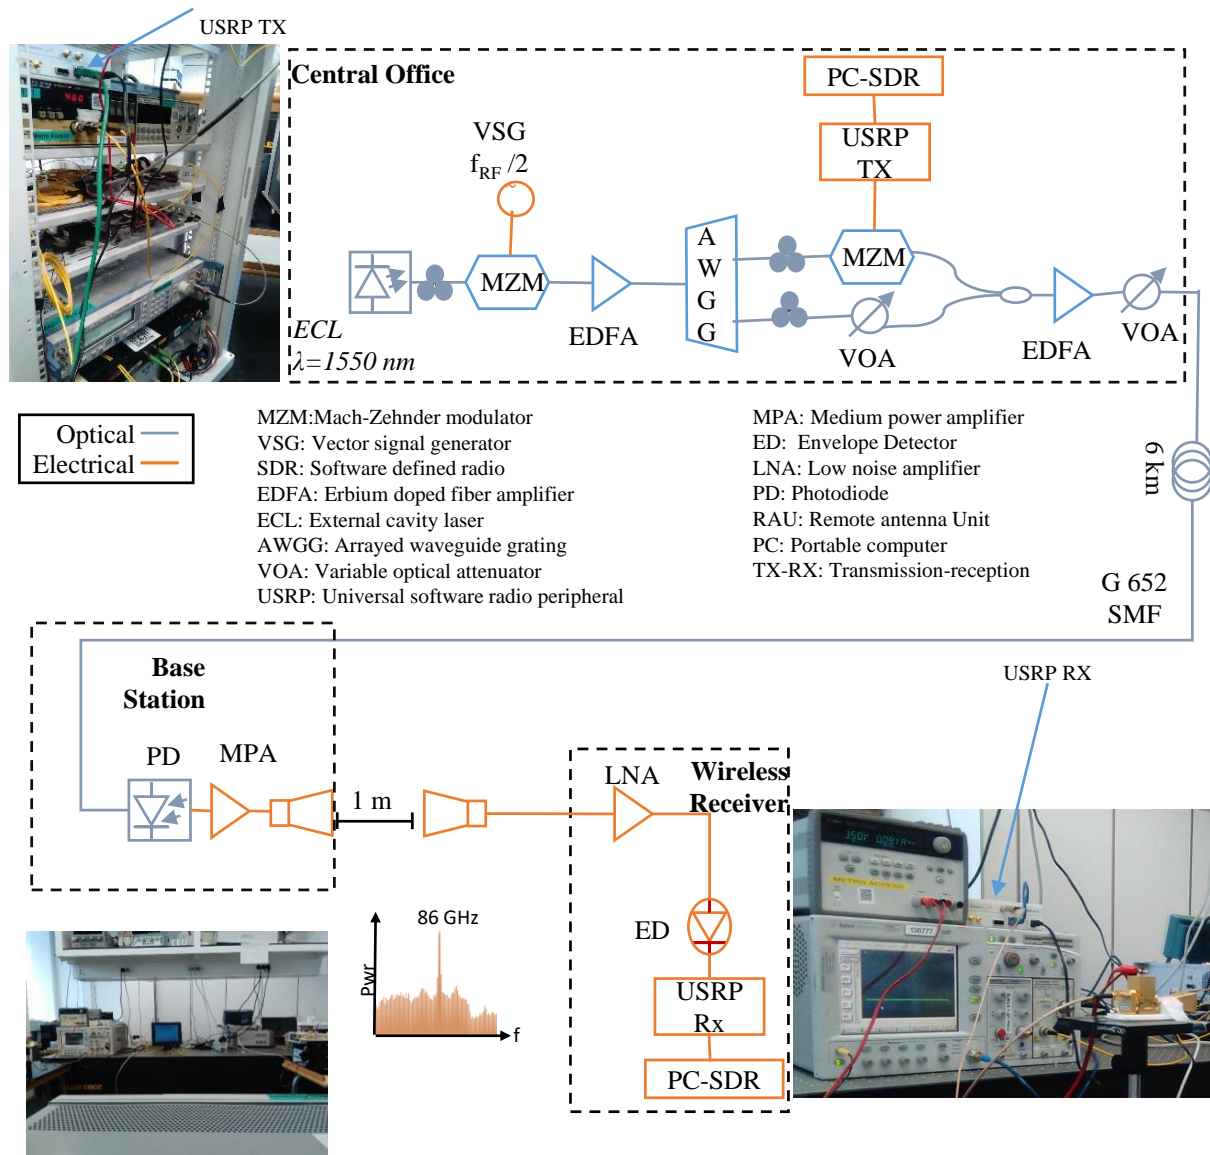 USRP TX
Central Office
PC-SDR
VSG
f_RF /2
USRP
TX
A
W
G
G
MZM
MZM
ECL
λ=1550 nm
EDFA
VOA
EDFA
VOA
Optical
Electrical
MZM:Mach-Zehnder modulator
VSG: Vector signal generator
SDR: Software defined radio
EDFA: Erbium doped fiber amplifier
ECL: External cavity laser
AWGG: Arrayed waveguide grating
VOA: Variable optical attenuator
USRP: Universal software radio peripheral
MPA: Medium power amplifier
ED:  Envelope Detector
LNA: Low noise amplifier
PD: Photodiode
RAU: Remote antenna Unit
PC: Portable computer
TX-RX: Transmission-reception
6 km
G 652
SMF
Base
Station
USRP RX
PD
MPA
1 m
LNA
Wireless
Receiver
ED
USRP
Rx
PC-SDR
86 GHz
Pwr
f
METRO ACCESS
136777